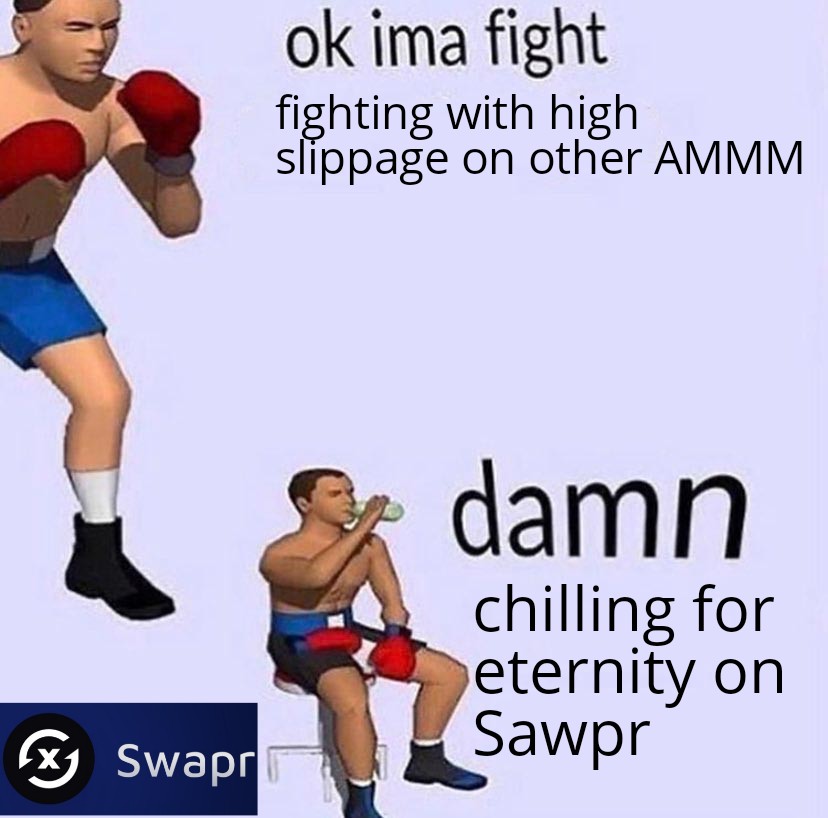 ok ima fight
fighting with high
slippage on other AMMM
damn
chilling for
eternity on
Sawpr
Swapr